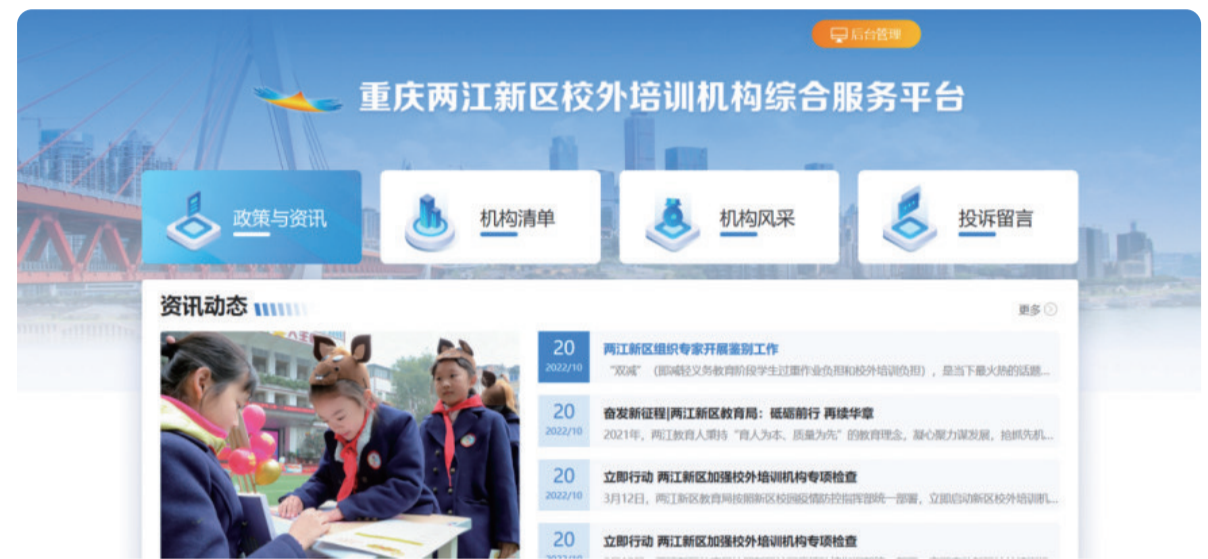 后台管理
重庆两江新区校外培训机构综合服务平台
政策与资讯
机构清单
机构风采
投诉留言
资讯动态
更多
20
2022/10
两江新区组织专家开展鉴别工作
“双减”（即减轻义务教育阶段学生过重作业负担和校外培训负担），是当下最火热的话题...
20
2022/10
奋发新征程|两江新区教育局：砥砺前行 再续华章
2021年，两江教育人秉持“育人为本、质量为先”的教育理念，凝心聚力谋发展，抢抓先机...
20
2022/10
立即行动 两江新区加强校外培训机构专项检查
3月12日，两江新区教育局按照新区校园疫情防控指挥部统一部署，立即启动新区校外培训机...
20
立即行动 两江新区加强校外培训机构专项检查